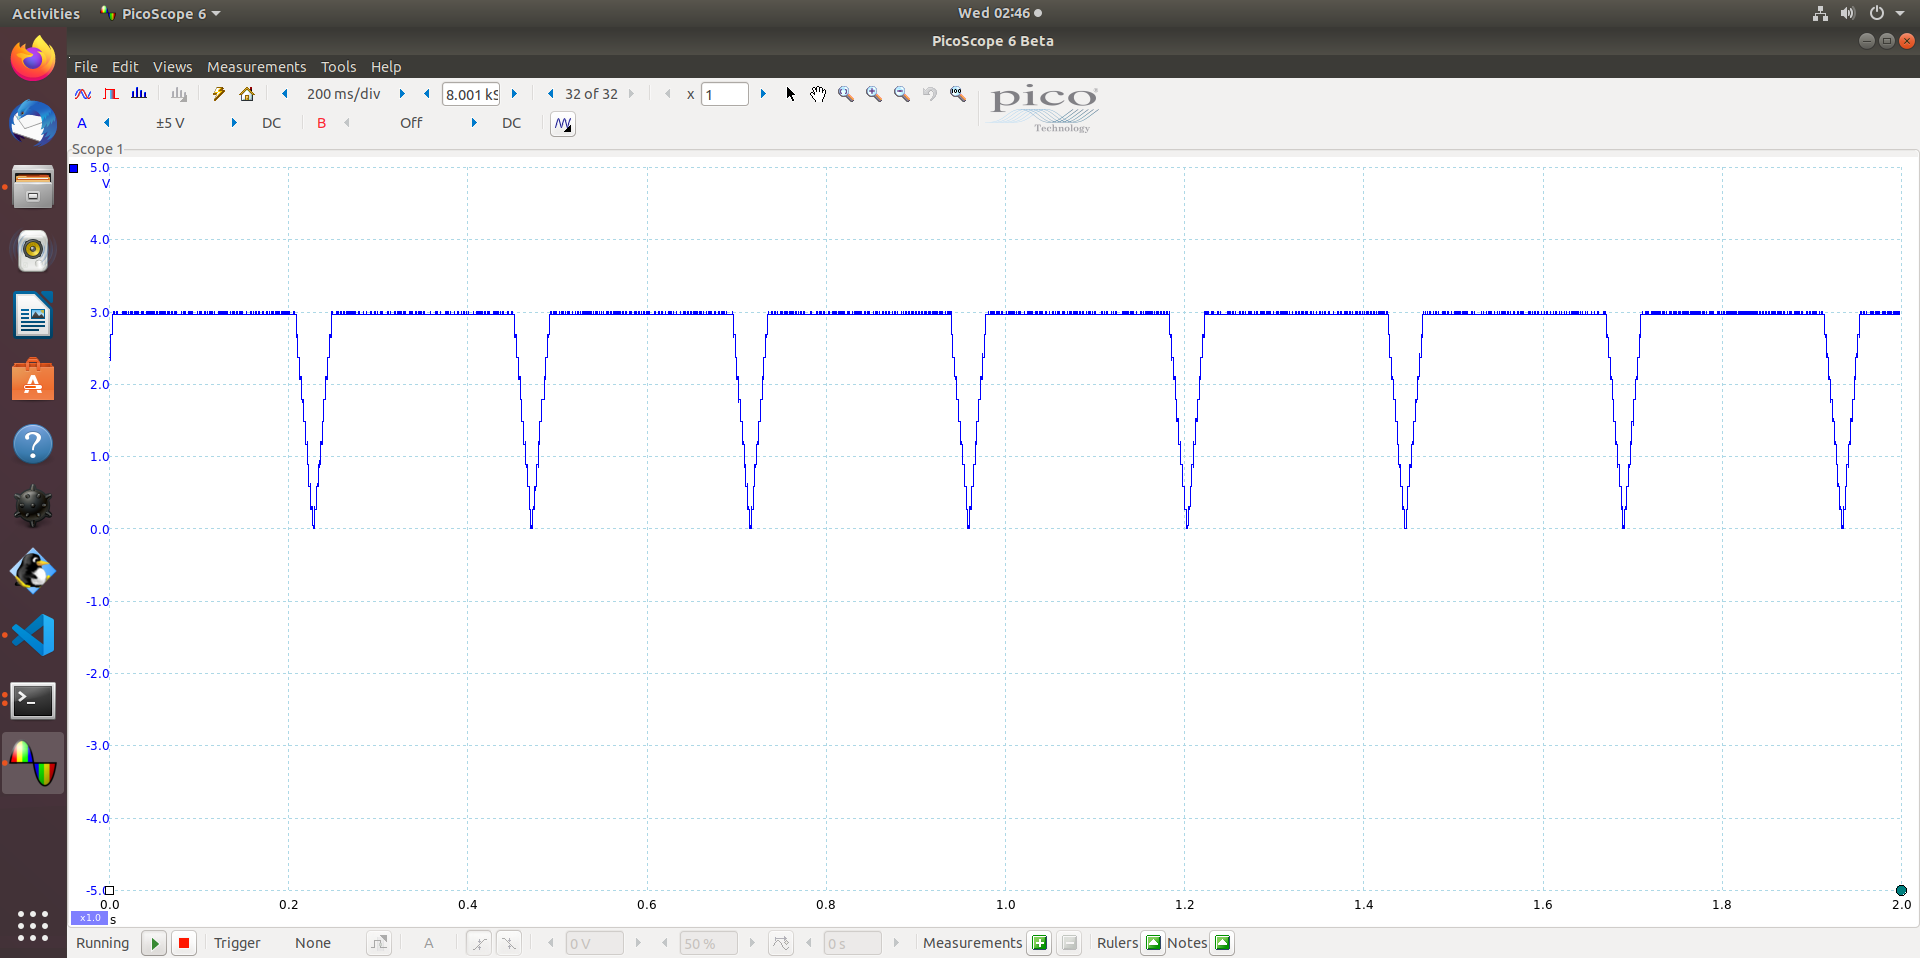 Activities PicoScope 6 Wed 02:46
PicoScope 6 Beta
File Edit Views Measurements Tools Help
200 ms/div 8.001 kS 32 of 32 x 1
pico
Technology
A ±5 V DC B Off DC
Scope 1
5.0
V
4.0
3.0
2.0
1.0
0.0
-1.0
-2.0
-3.0
-4.0
-5.0
0.0 0.2 0.4 0.6 0.8 1.0 1.2 1.4 1.6 1.8 2.0
x1.0 s
Running Trigger None A 0 V 50 % 0 s Measurements Rulers Notes